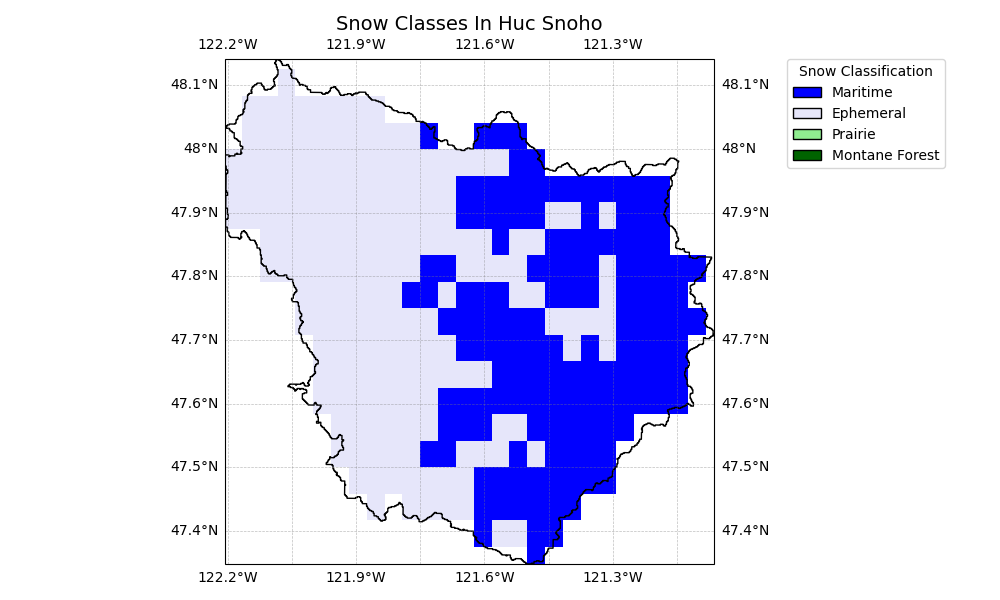 Snow Classes In Huc Snoho
122.2°W 121.9°W 121.6°W 121.3°W
48.1°N 48.1°N
48°N 48°N
47.9°N 47.9°N
47.8°N 47.8°N
47.7°N 47.7°N
47.6°N 47.6°N
47.5°N 47.5°N
47.4°N 47.4°N
122.2°W 121.9°W 121.6°W 121.3°W
Snow Classification
Maritime
Ephemeral
Prairie
Montane Forest